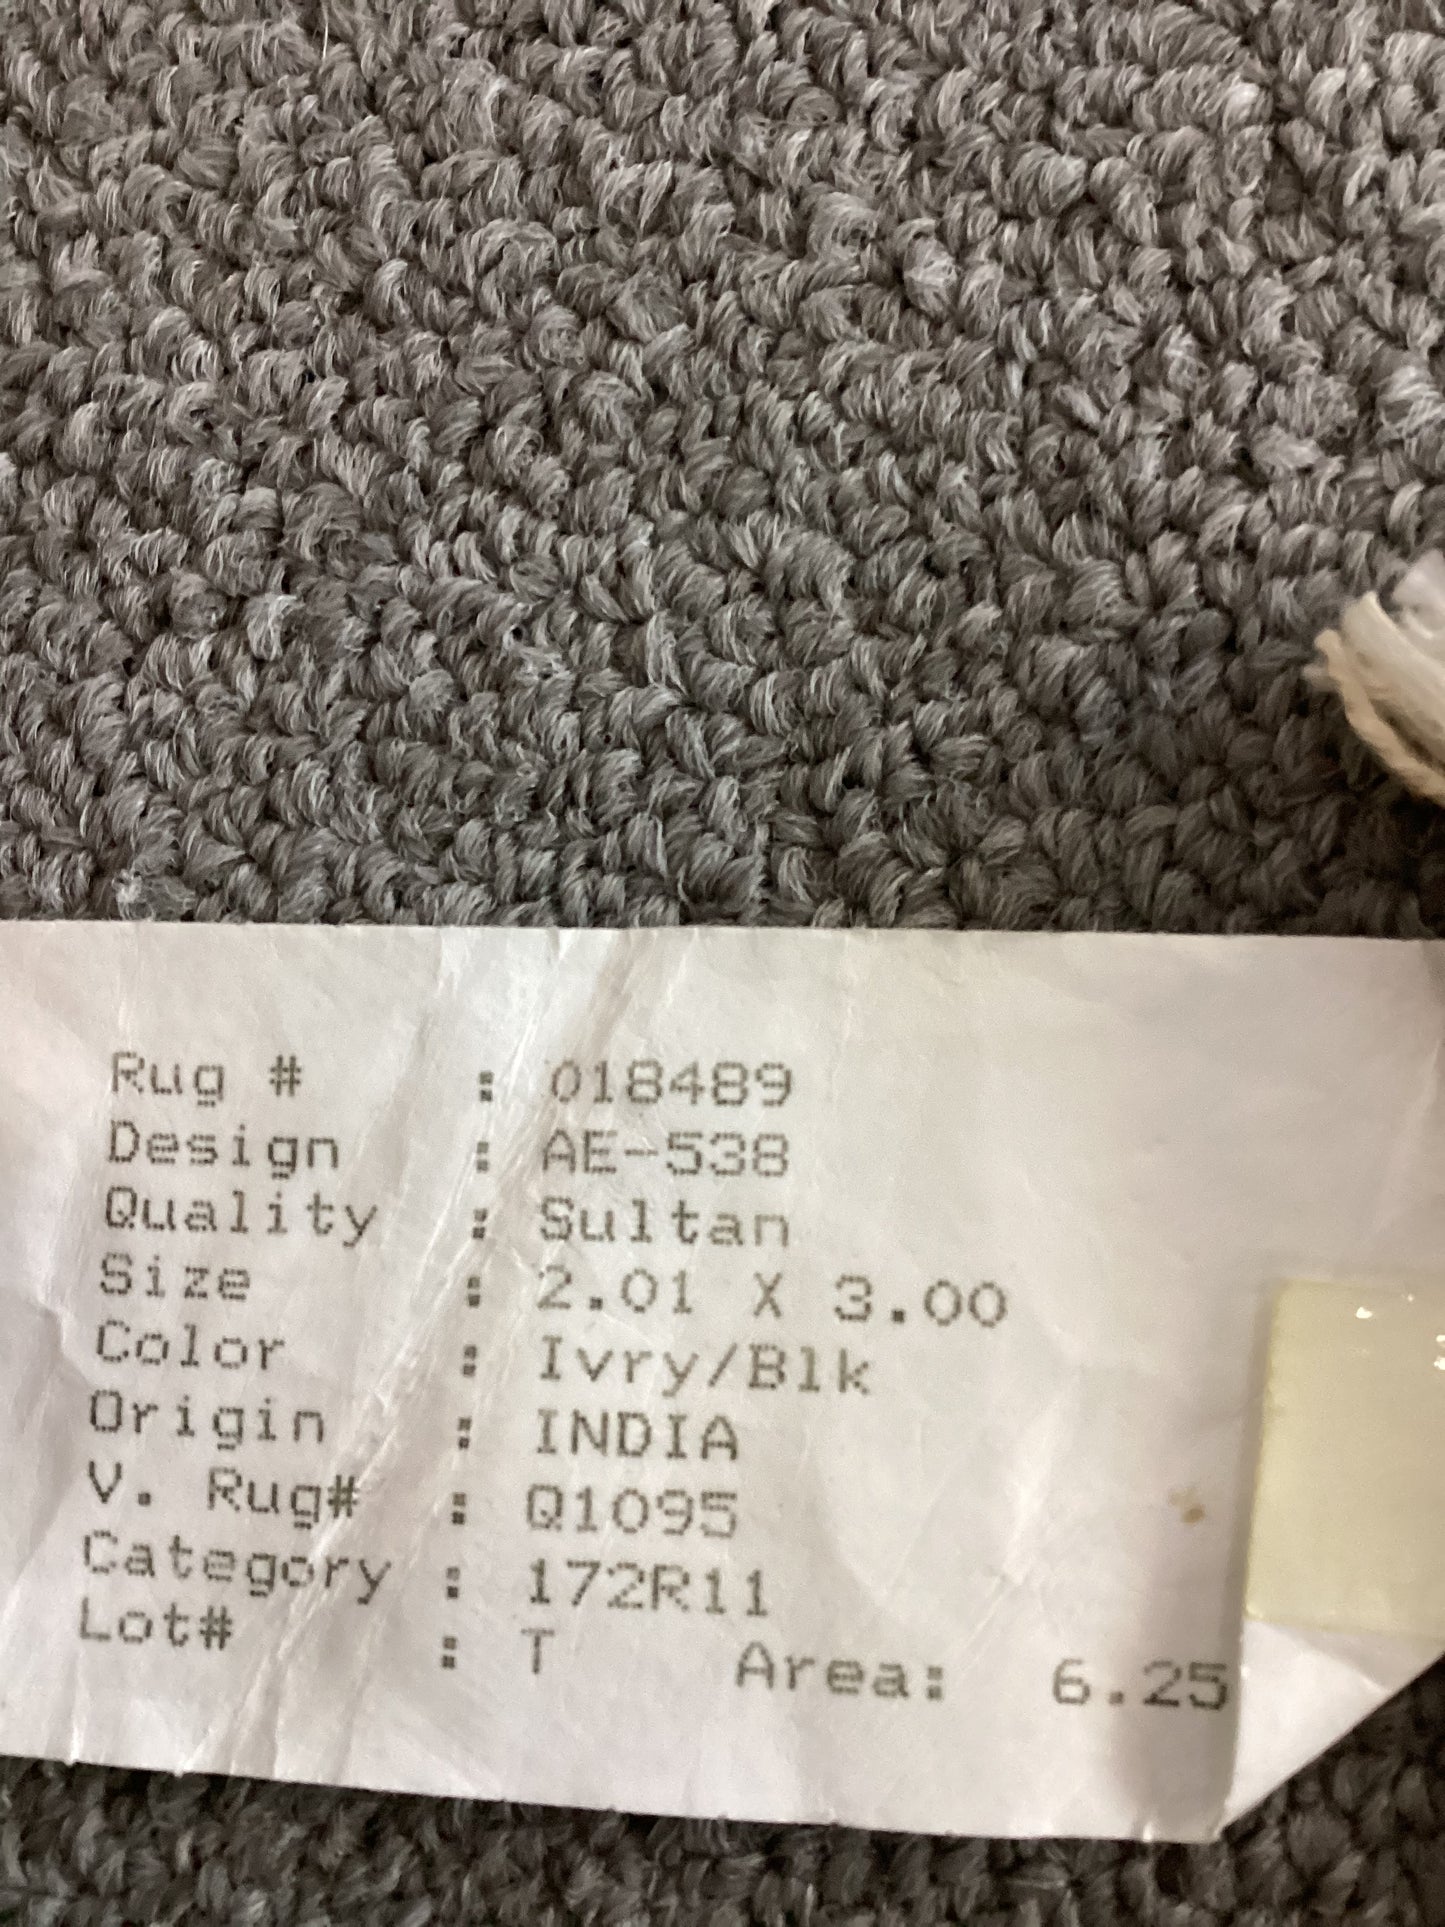 Rug # : 018489
Design : AE-538
Quality : Sultan
Size : 2.01 X 3.00
Color : Ivry/Blk
Origin : INDIA
V. Rug# : Q1095
Category : 172R11
Lot# : T Area: 6.25